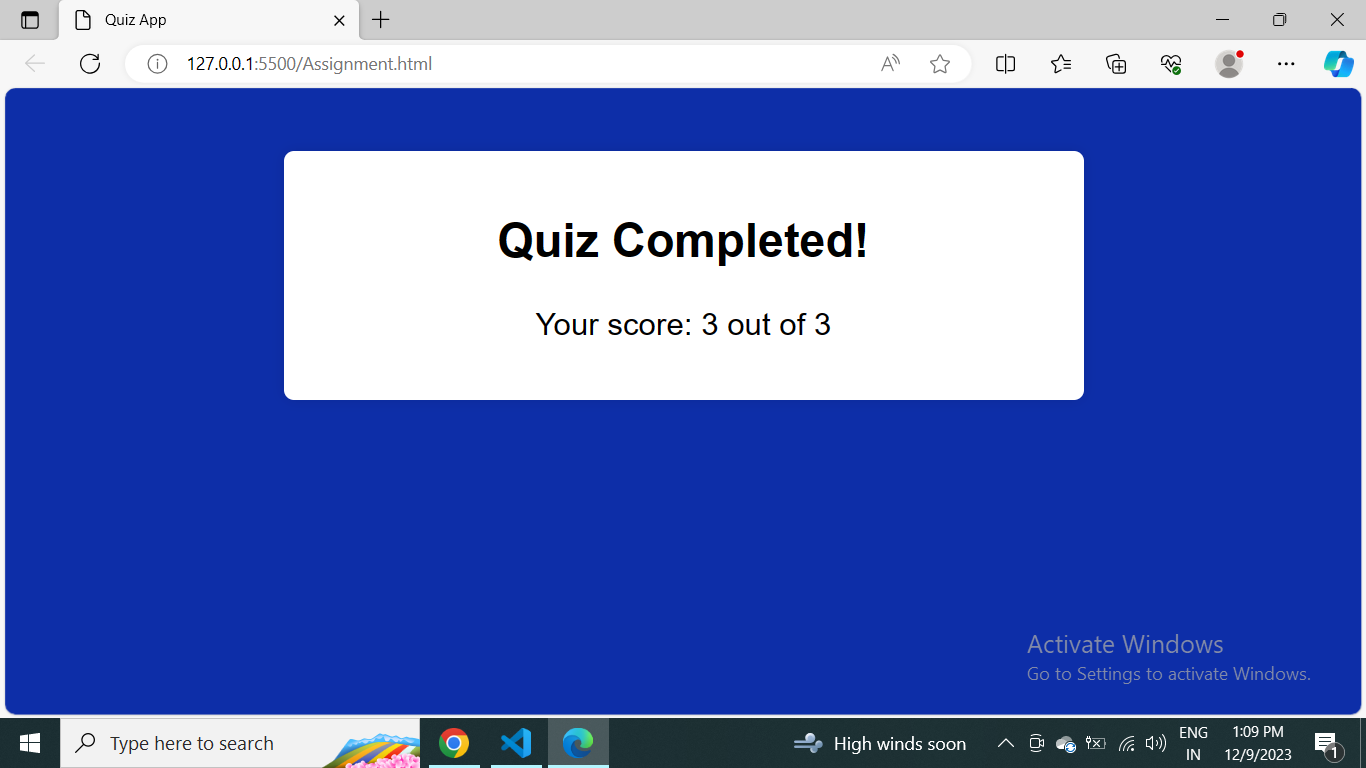 Quiz App
127.0.0.1:5500/Assignment.html
Quiz Completed!
Your score: 3 out of 3
Activate Windows
Go to Settings to activate Windows.
Type here to search
High winds soon
ENG
IN
1:09 PM
12/9/2023
1